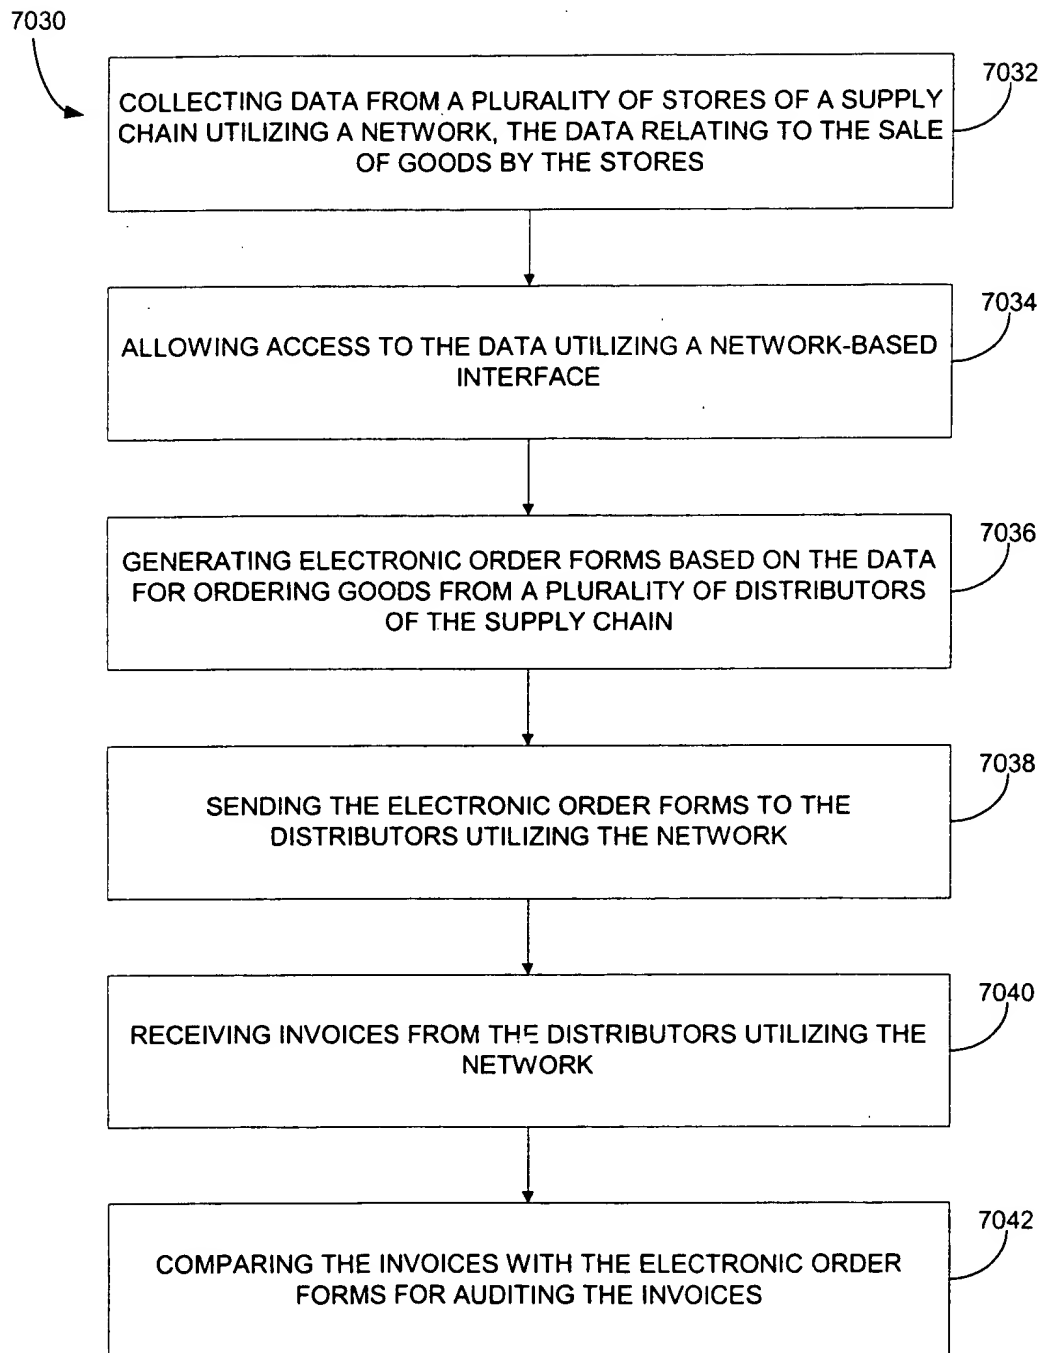 7030
7032
COLLECTING DATA FROM A PLURALITY OF STORES OF A SUPPLY
CHAIN UTILIZING A NETWORK, THE DATA RELATING TO THE SALE
OF GOODS BY THE STORES
7034
ALLOWING ACCESS TO THE DATA UTILIZING A NETWORK-BASED
INTERFACE
7036
GENERATING ELECTRONIC ORDER FORMS BASED ON THE DATA
FOR ORDERING GOODS FROM A PLURALITY OF DISTRIBUTORS
OF THE SUPPLY CHAIN
7038
SENDING THE ELECTRONIC ORDER FORMS TO THE
DISTRIBUTORS UTILIZING THE NETWORK
7040
RECEIVING INVOICES FROM THE DISTRIBUTORS UTILIZING THE
NETWORK
7042
COMPARING THE INVOICES WITH THE ELECTRONIC ORDER
FORMS FOR AUDITING THE INVOICES